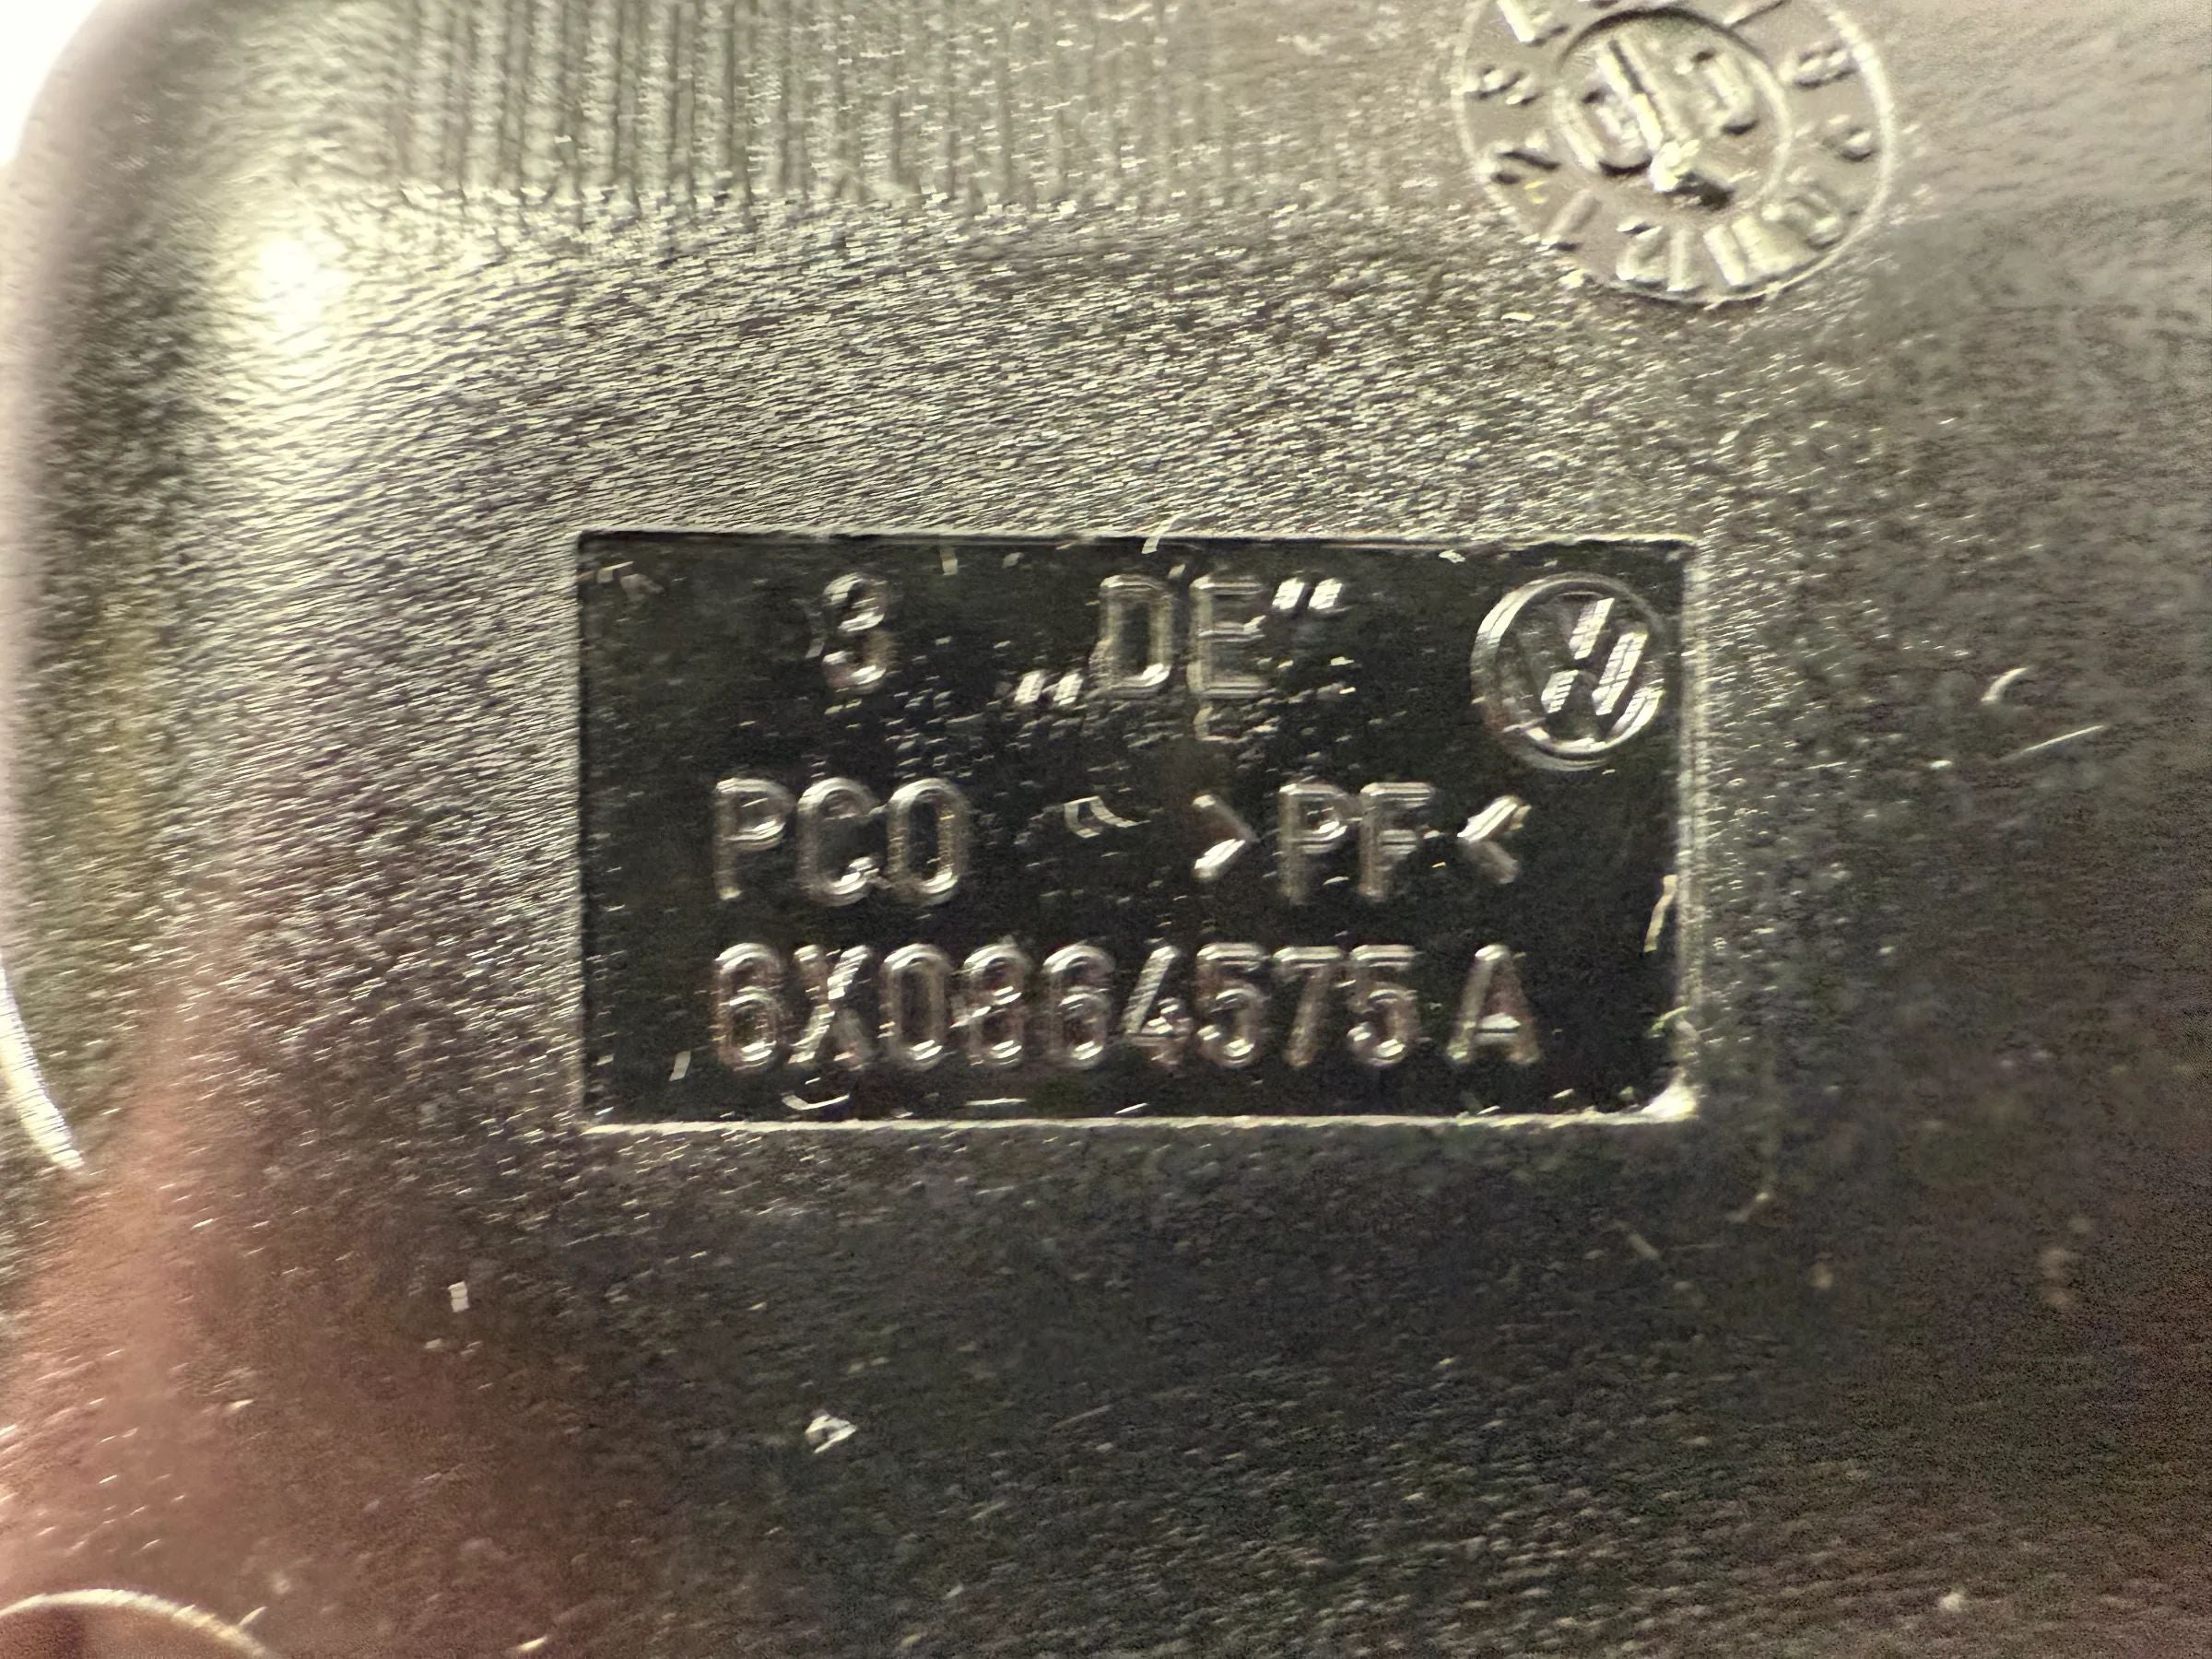 3 „DE“
PCO >PF<
6X0864575A